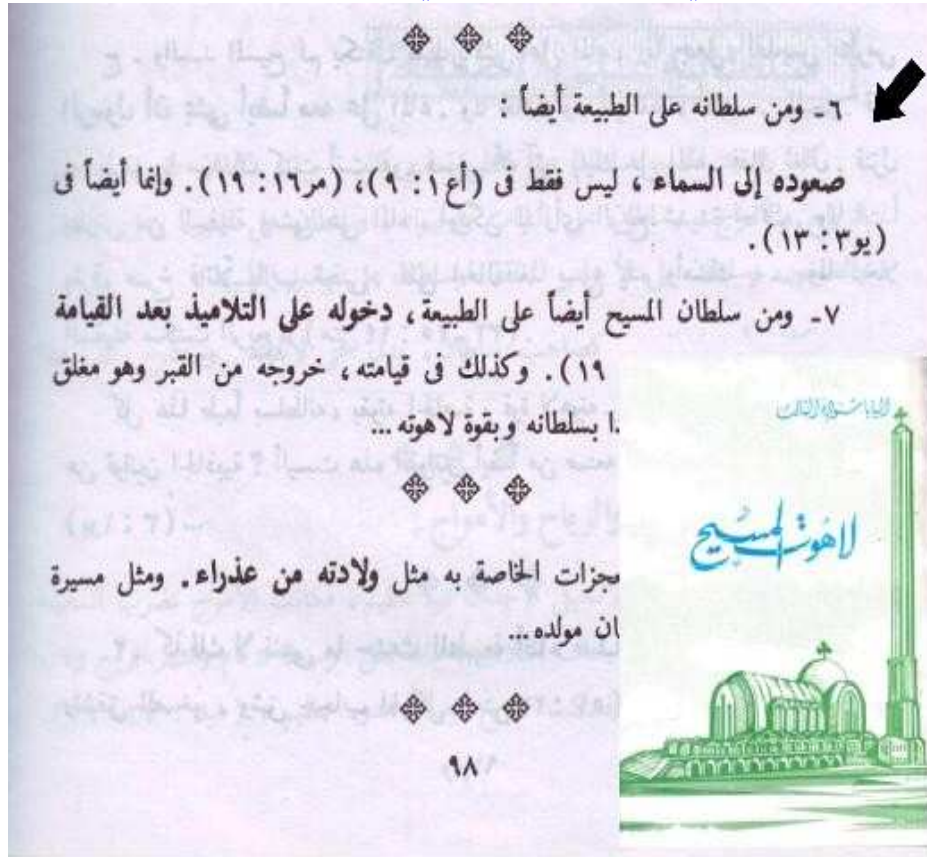 ٦ـ ومن سلطانه على الطبيعة أيضاً :
صعوده إلى السماء ، ليس فقط فى (أع١: ٩)، (مر١٦: ١٩). وإنما أيضاً فى
(يو٣: ١٣).
٧ـ ومن سلطان المسيح أيضاً على الطبيعة، دخوله على التلاميذ بعد القيامة
١٩). وكذلك فى قيامته، خروجه من القبر وهو مغلق
بسلطانه وبقوة لاهوته...
الخاصة به مثل ولادته من عذراء. ومثل مسيرة
مولده...
٩٨
البابا شنوده الثالث
لاهوت المسيح